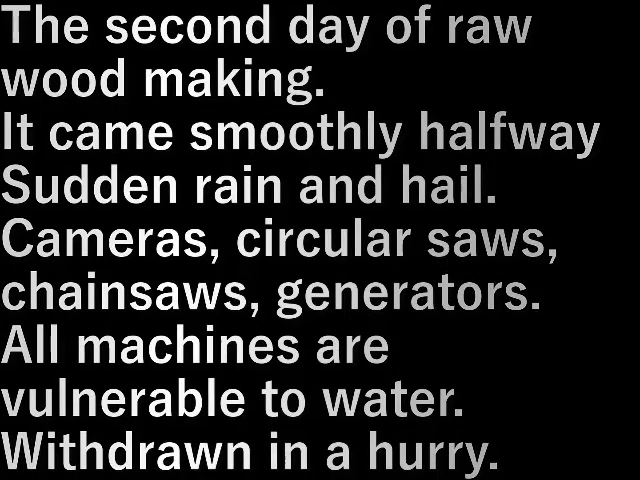 The second day of raw
wood making.
It came smoothly halfway
Sudden rain and hail.
Cameras, circular saws,
chainsaws, generators.
All machines are
vulnerable to water.
Withdrawn in a hurry.